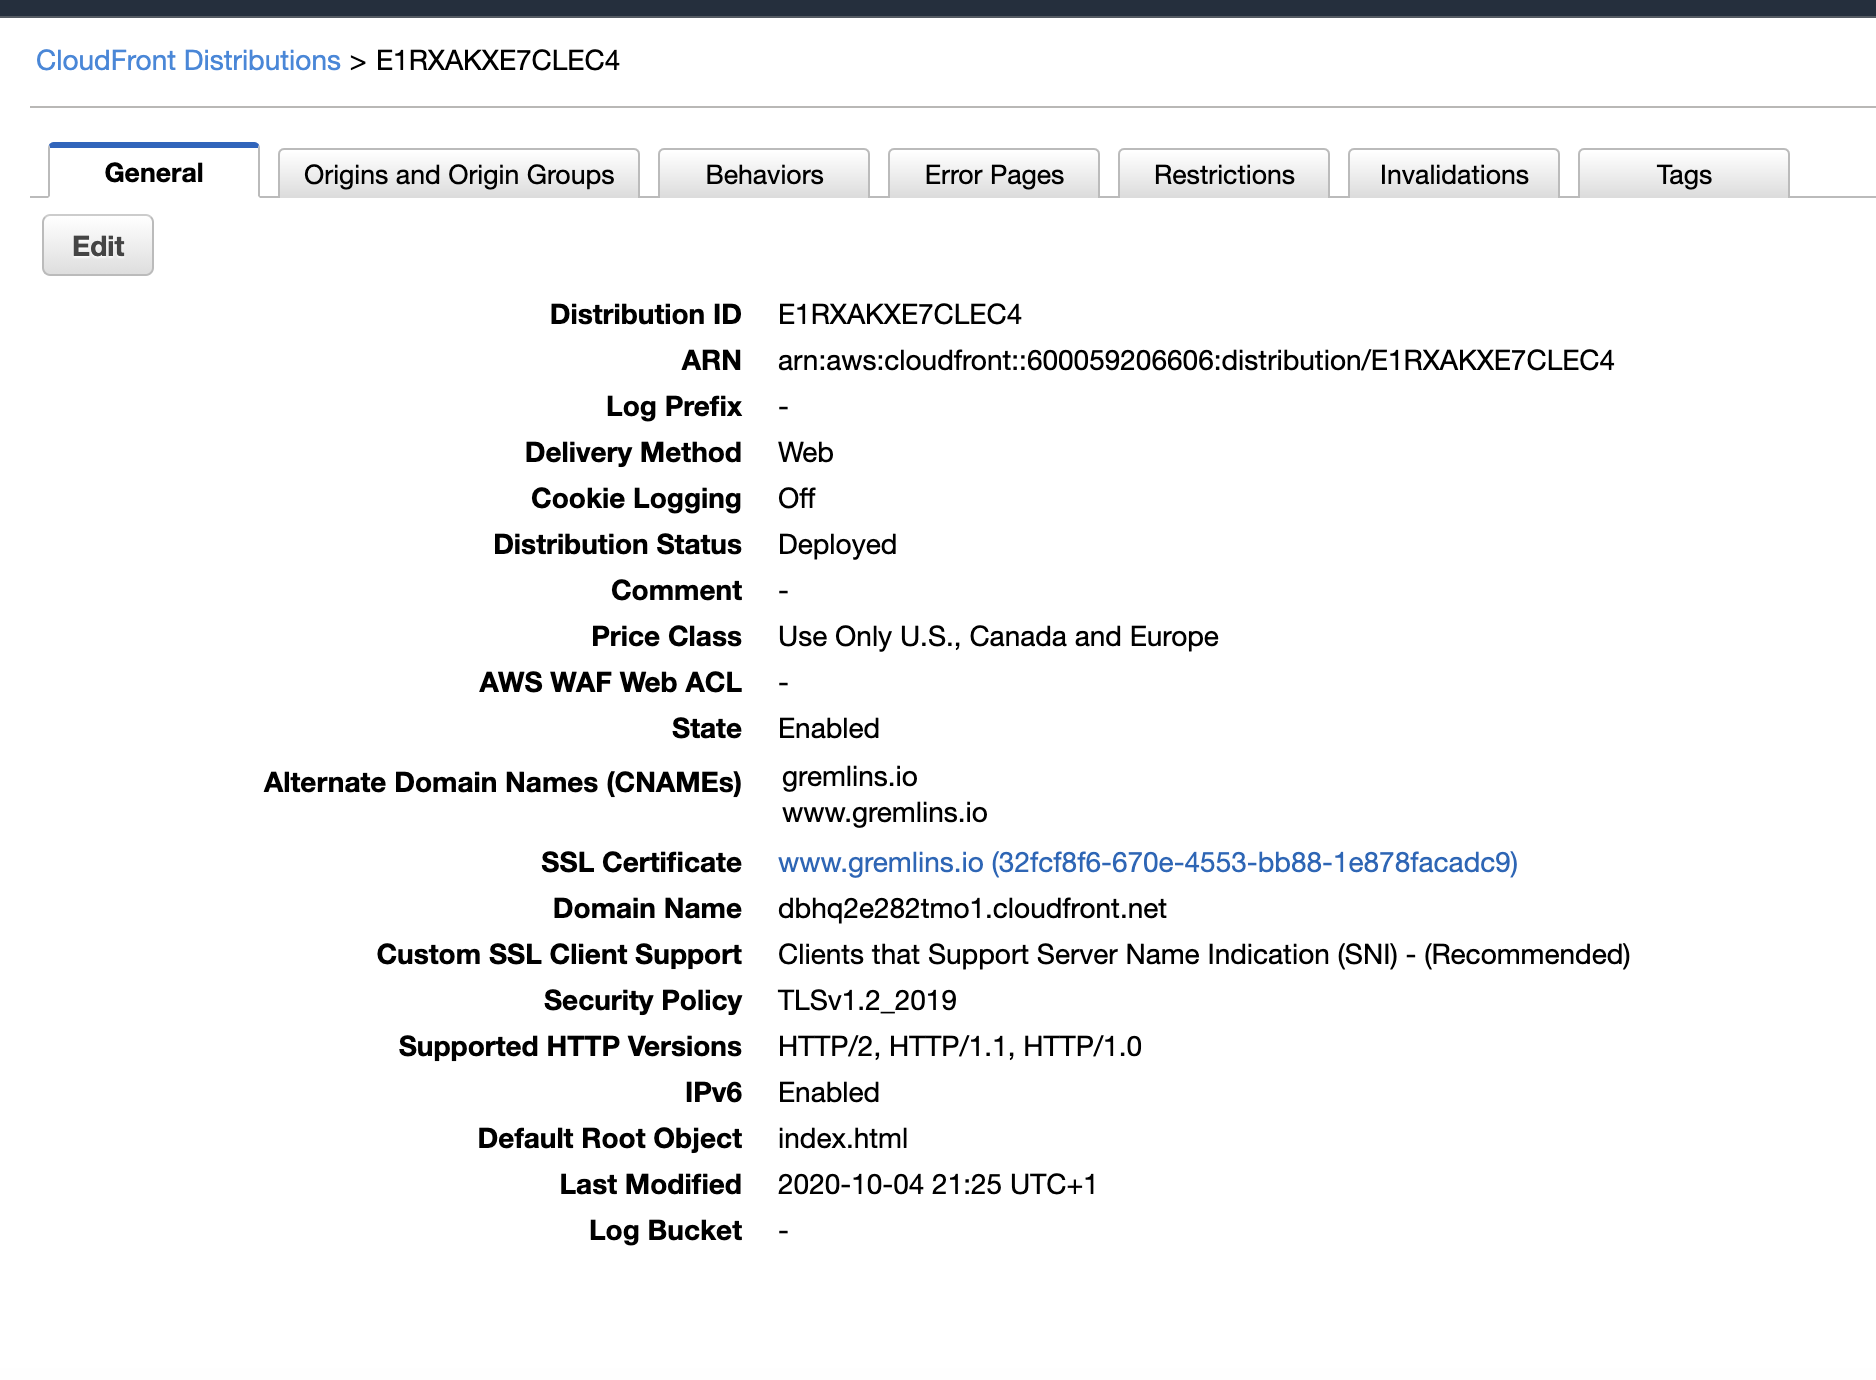 CloudFront Distributions > E1RXAKXE7CLEC4
General Origins and Origin Groups Behaviors Error Pages Restrictions Invalidations Tags
Edit
Distribution ID E1RXAKXE7CLEC4
ARN arn:aws:cloudfront::600059206606:distribution/E1RXAKXE7CLEC4
Log Prefix -
Delivery Method Web
Cookie Logging Off
Distribution Status Deployed
Comment -
Price Class Use Only U.S., Canada and Europe
AWS WAF Web ACL -
State Enabled
Alternate Domain Names (CNAMEs) gremlins.io
www.gremlins.io
SSL Certificate www.gremlins.io (32fcf8f6-670e-4553-bb88-1e878facadc9)
Domain Name dbhq2e282tmo1.cloudfront.net
Custom SSL Client Support Clients that Support Server Name Indication (SNI) - (Recommended)
Security Policy TLSv1.2_2019
Supported HTTP Versions HTTP/2, HTTP/1.1, HTTP/1.0
IPv6 Enabled
Default Root Object index.html
Last Modified 2020-10-04 21:25 UTC+1
Log Bucket -